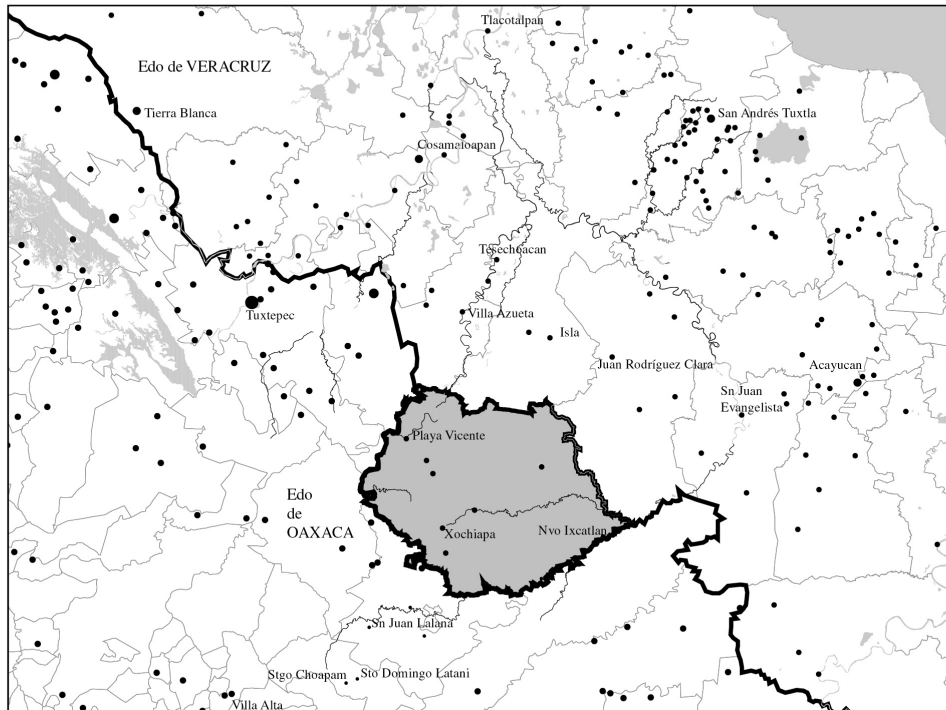 Tlacotalpan
Edo de VERACRUZ
Tierra Blanca
San Andrés Tuxtla
Cosamaloapan
Tesechoacan
Tuxtepec
Villa Azueta
Isla
Juan Rodríguez Clara
Acayucan
Sn Juan
Evangelista
Playa Vicente
Edo
de
OAXACA
Xochiapa
Nvo Ixcatlan
Sn Juan Lalana
Stgo Choapam
Sto Domingo Latani
Villa Alta